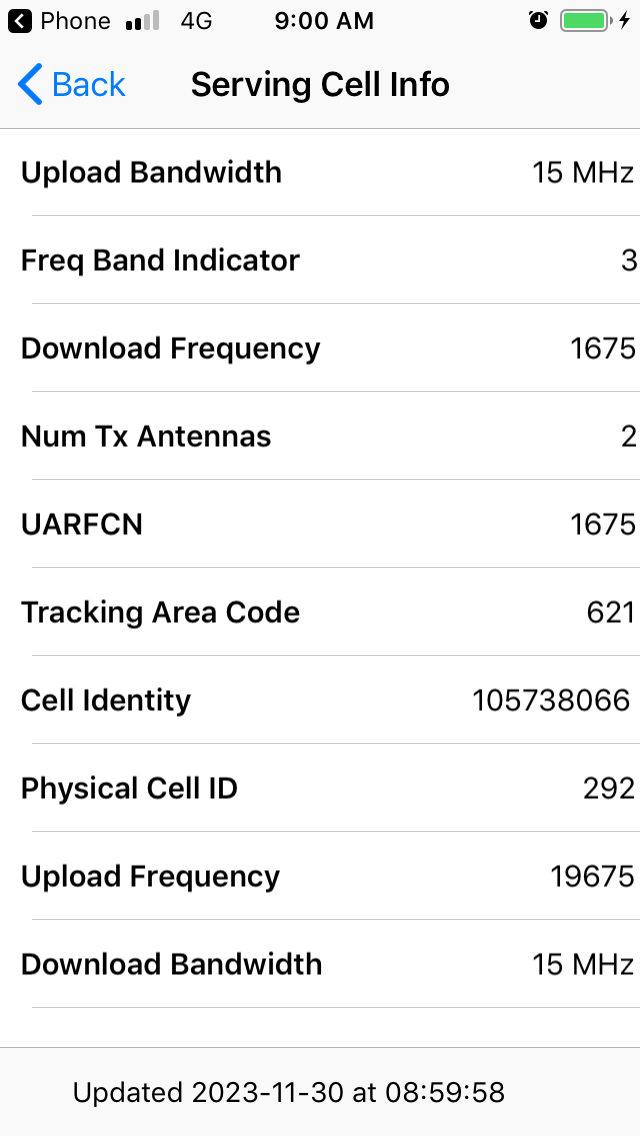 Phone 4G 9:00 AM
Back Serving Cell Info
Upload Bandwidth 15 MHz
Freq Band Indicator 3
Download Frequency 1675
Num Tx Antennas 2
UARFCN 1675
Tracking Area Code 621
Cell Identity 105738066
Physical Cell ID 292
Upload Frequency 19675
Download Bandwidth 15 MHz
Updated 2023-11-30 at 08:59:58